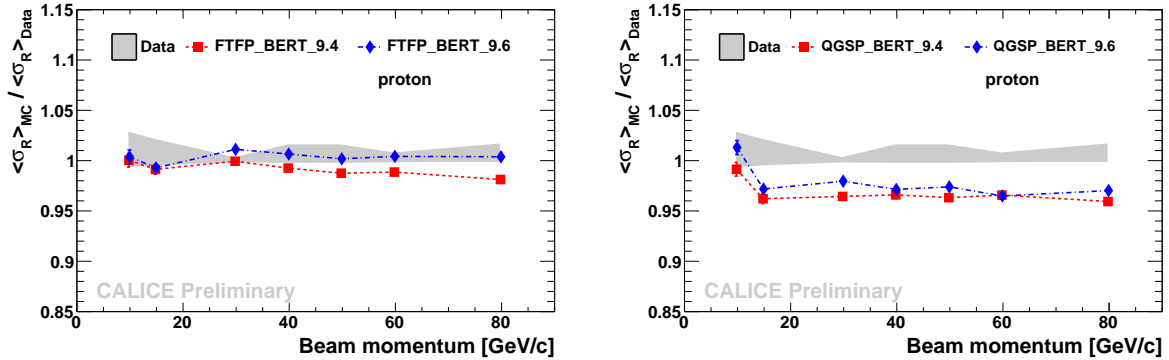 <σR>MC / <σR>Data
1.15
1.1
1.05
1
0.95
0.9
0.85
Data FTFP_BERT_9.4 FTFP_BERT_9.6
proton
CALICE Preliminary
0 20 40 60 80
Beam momentum [GeV/c]
<σR>MC / <σR>Data
1.15
1.1
1.05
1
0.95
0.9
0.85
Data QGSP_BERT_9.4 QGSP_BERT_9.6
proton
CALICE Preliminary
0 20 40 60 80
Beam momentum [GeV/c]